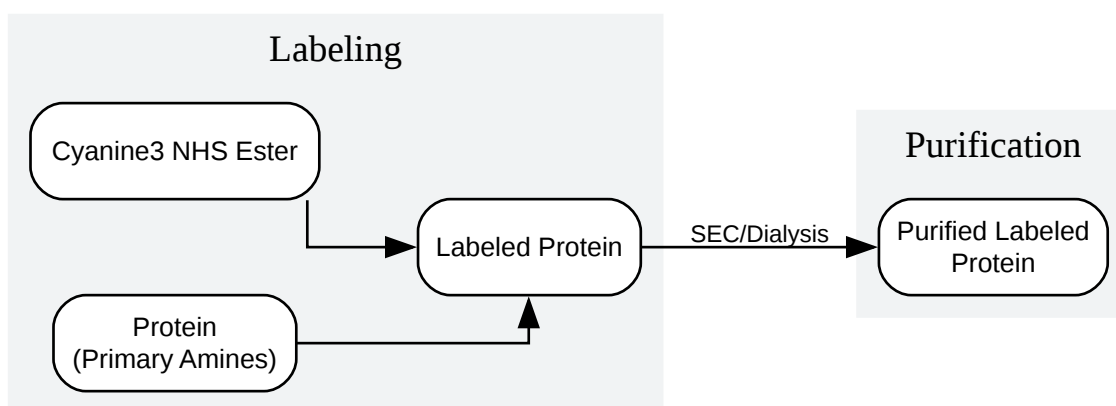 Labeling
Cyanine3 NHS Ester
Labeled Protein
Protein
(Primary Amines)
SEC/Dialysis
Purification
Purified Labeled
Protein